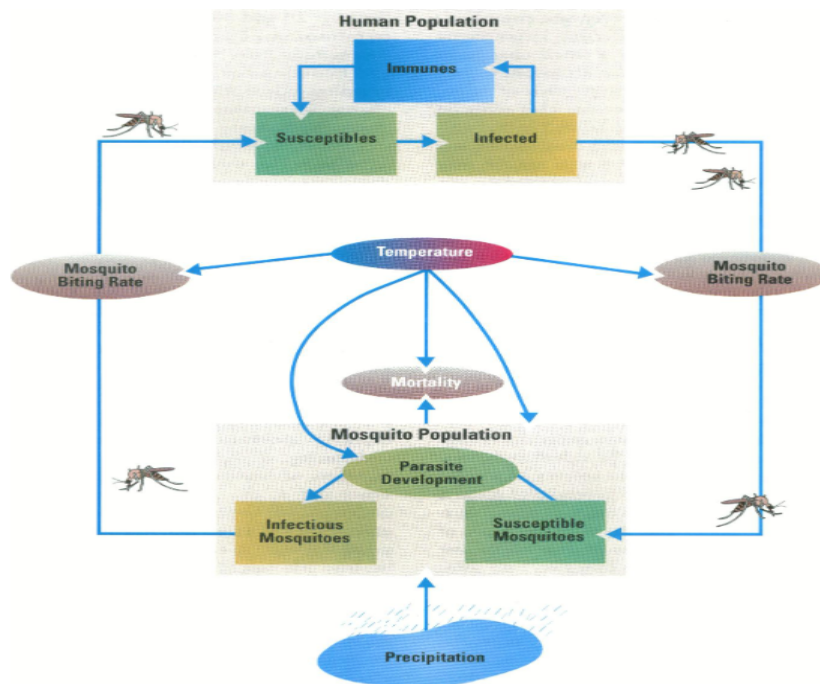 Human Population
Immunes
Susceptibles
Infected
Temperature
Mosquito
Biting Rate
Mosquito
Biting Rate
Mortality
Mosquito Population
Parasite
Development
Infectious
Mosquitoes
Susceptible
Mosquitoes
Precipitation